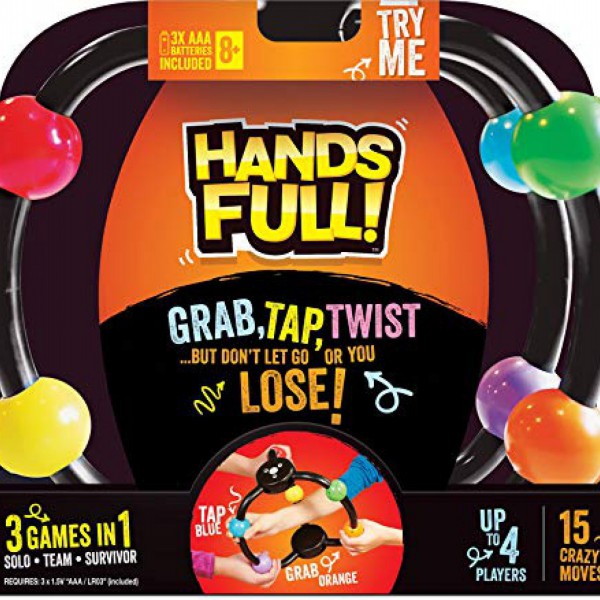 3X AAA
BATTERIES
INCLUDED
8+
TRY
ME
HANDS
FULL!
GRAB, TAP, TWIST
...BUT DON'T LET GO OR YOU
LOSE!
TAP
BLUE
GRAB
ORANGE
3 GAMES IN 1
SOLO • TEAM • SURVIVOR
REQUIRES: 3 x 1.5V "AAA / LR03" (included)
UP
TO 4
PLAYERS
15
CRAZY
MOVES